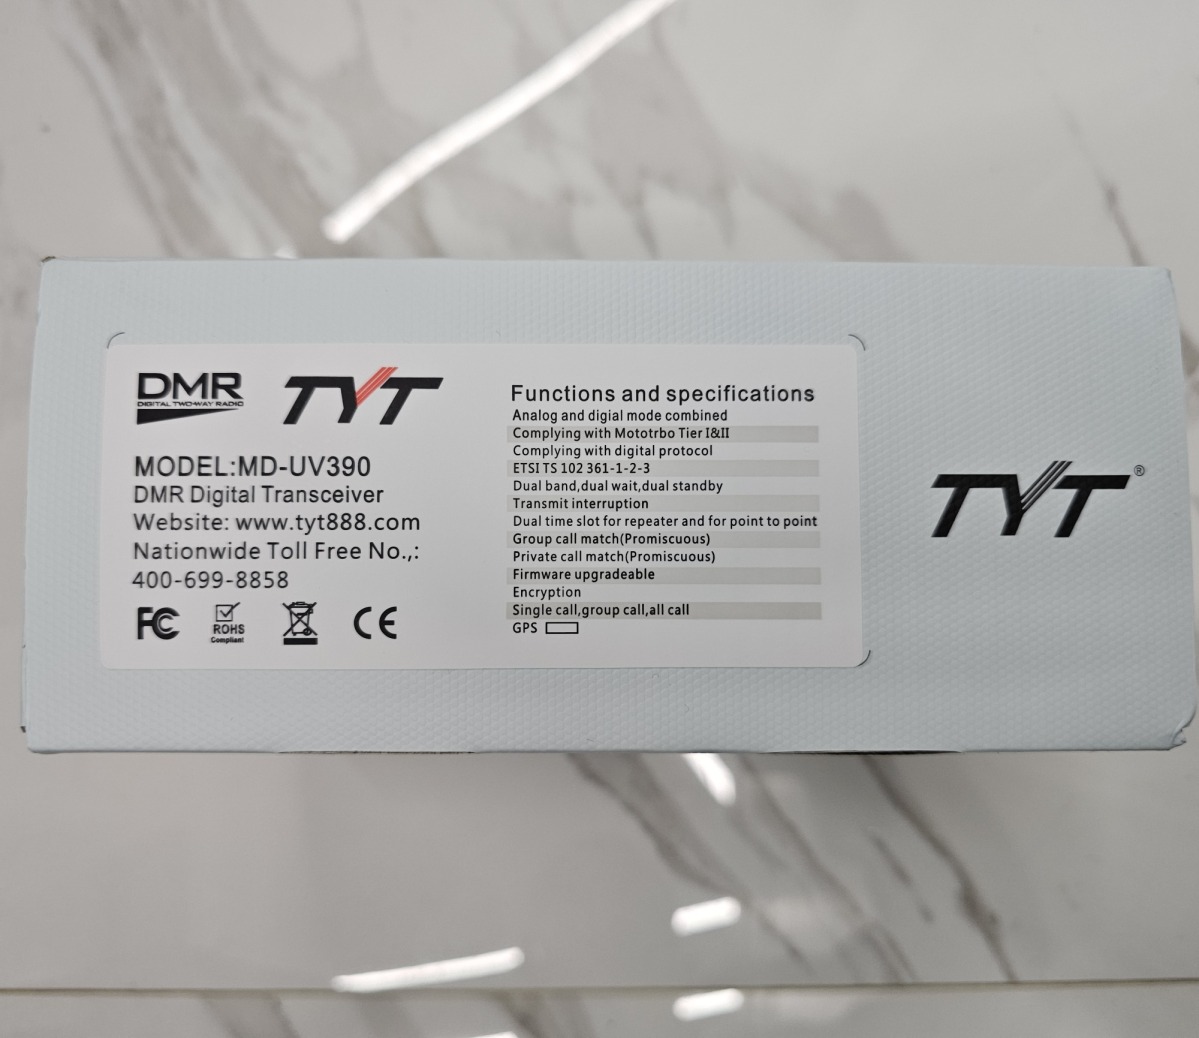 DMR
DIGITAL TWO-WAY RADIO
TYT
MODEL:MD-UV390
DMR Digital Transceiver
Website: www.tyt888.com
Nationwide Toll Free No.,:
400-699-8858
FC
ROHS
Compliant
CE
Functions and specifications
Analog and digial mode combined
Complying with Mototrbo Tier I&II
Complying with digital protocol
ETSI TS 102 361-1-2-3
Dual band,dual wait,dual standby
Transmit interruption
Dual time slot for repeater and for point to point
Group call match(Promiscuous)
Private call match(Promiscuous)
Firmware upgradeable
Encryption
Single call,group call,all call
GPS
TYT®